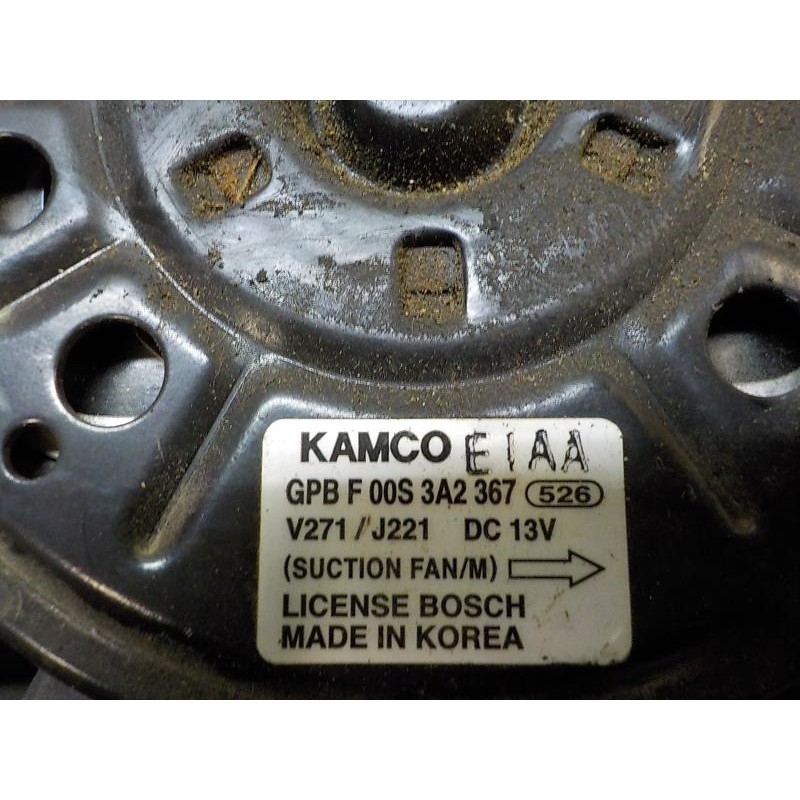 KAMCO E1AA
GPB F 00S 3A2 367 526
V271 / J221 DC 13V
(SUCTION FAN/M)
LICENSE BOSCH
MADE IN KOREA